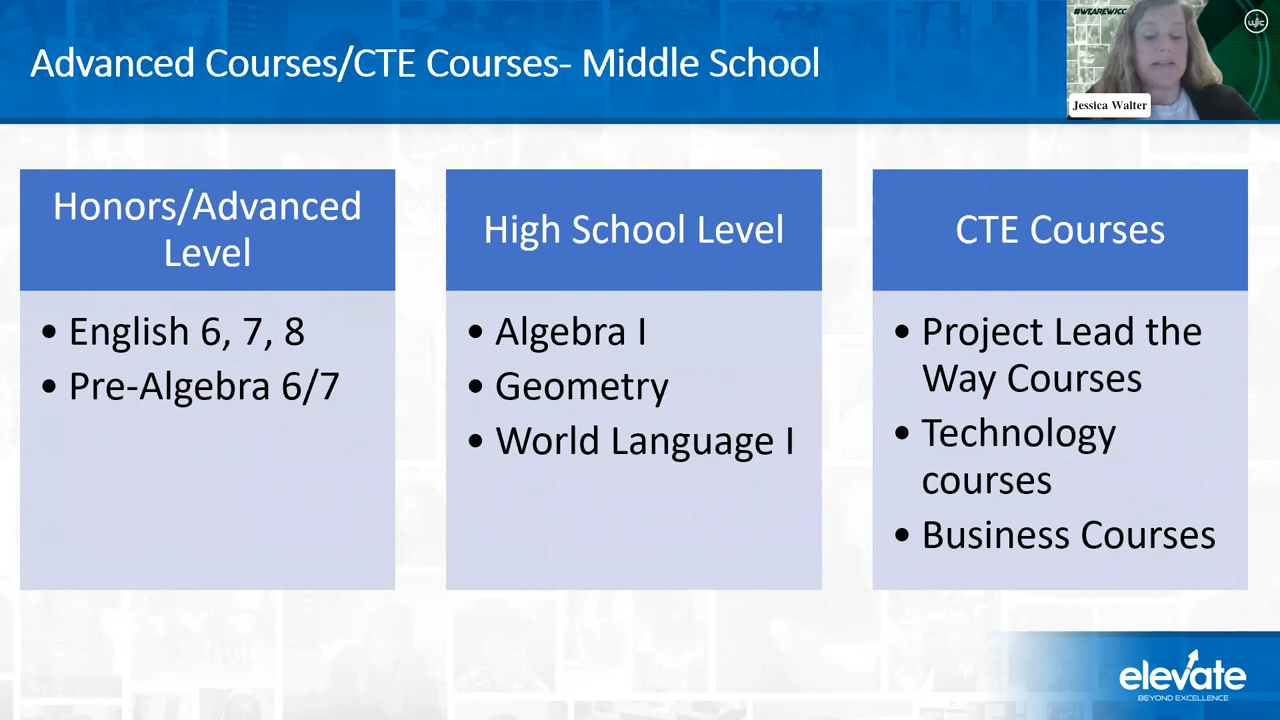 Advanced Courses/CTE Courses- Middle School
#WEAREWJCC
wjc
Jessica Walter
Honors/Advanced
Level
• English 6, 7, 8
• Pre-Algebra 6/7
High School Level
• Algebra I
• Geometry
• World Language I
CTE Courses
• Project Lead the
Way Courses
• Technology
courses
• Business Courses
elevate
BEYOND EXCELLENCE